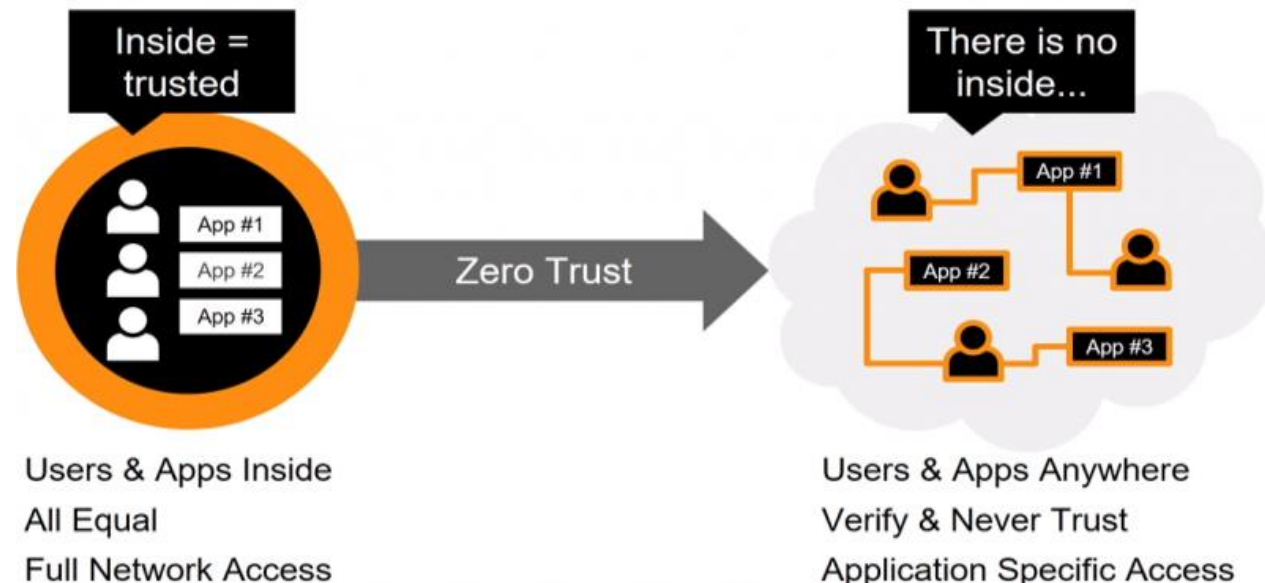 Inside =
trusted
App #1
App #2
App #3
Users & Apps Inside
All Equal
Full Network Access
Zero Trust
There is no
inside...
App #1
App #2
App #3
Users & Apps Anywhere
Verify & Never Trust
Application Specific Access